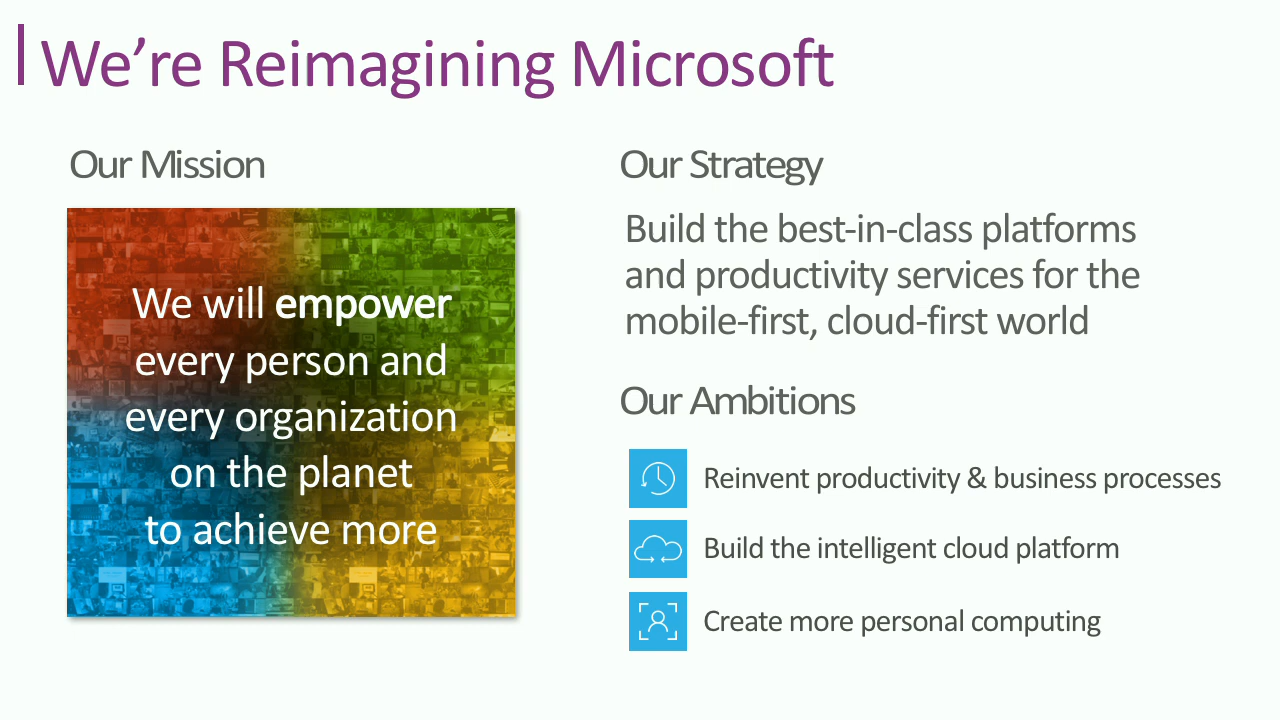 We’re Reimagining Microsoft
Our Mission
We will empower
every person and
every organization
on the planet
to achieve more
Our Strategy
Build the best-in-class platforms
and productivity services for the
mobile-first, cloud-first world
Our Ambitions
Reinvent productivity & business processes
Build the intelligent cloud platform
Create more personal computing